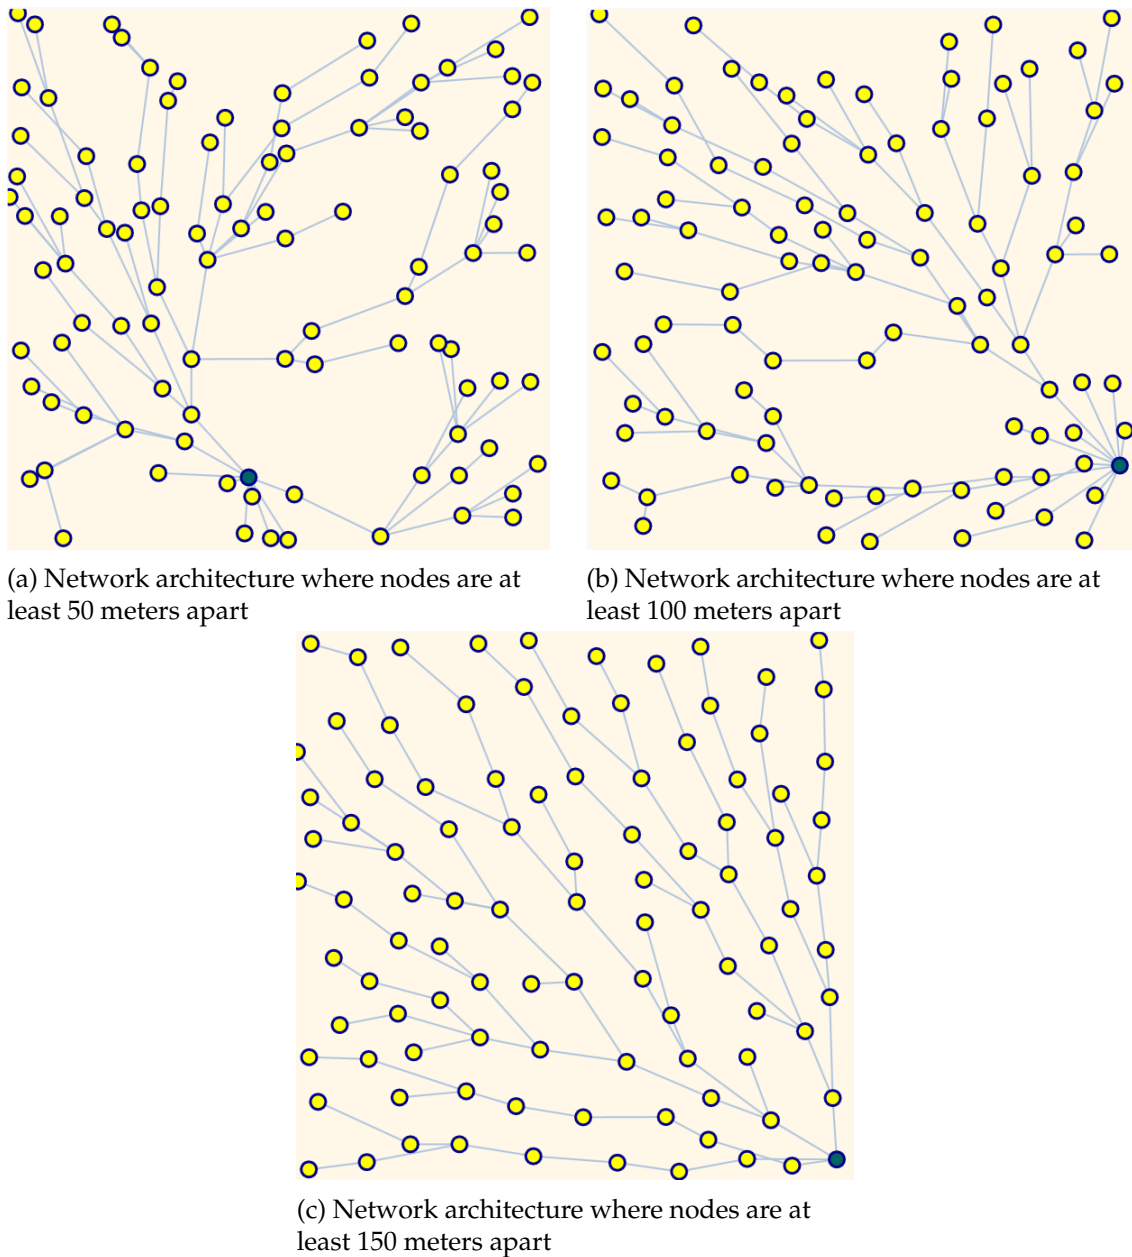 (a) Network architecture where nodes are at
least 50 meters apart
(b) Network architecture where nodes are at
least 100 meters apart
(c) Network architecture where nodes are at
least 150 meters apart